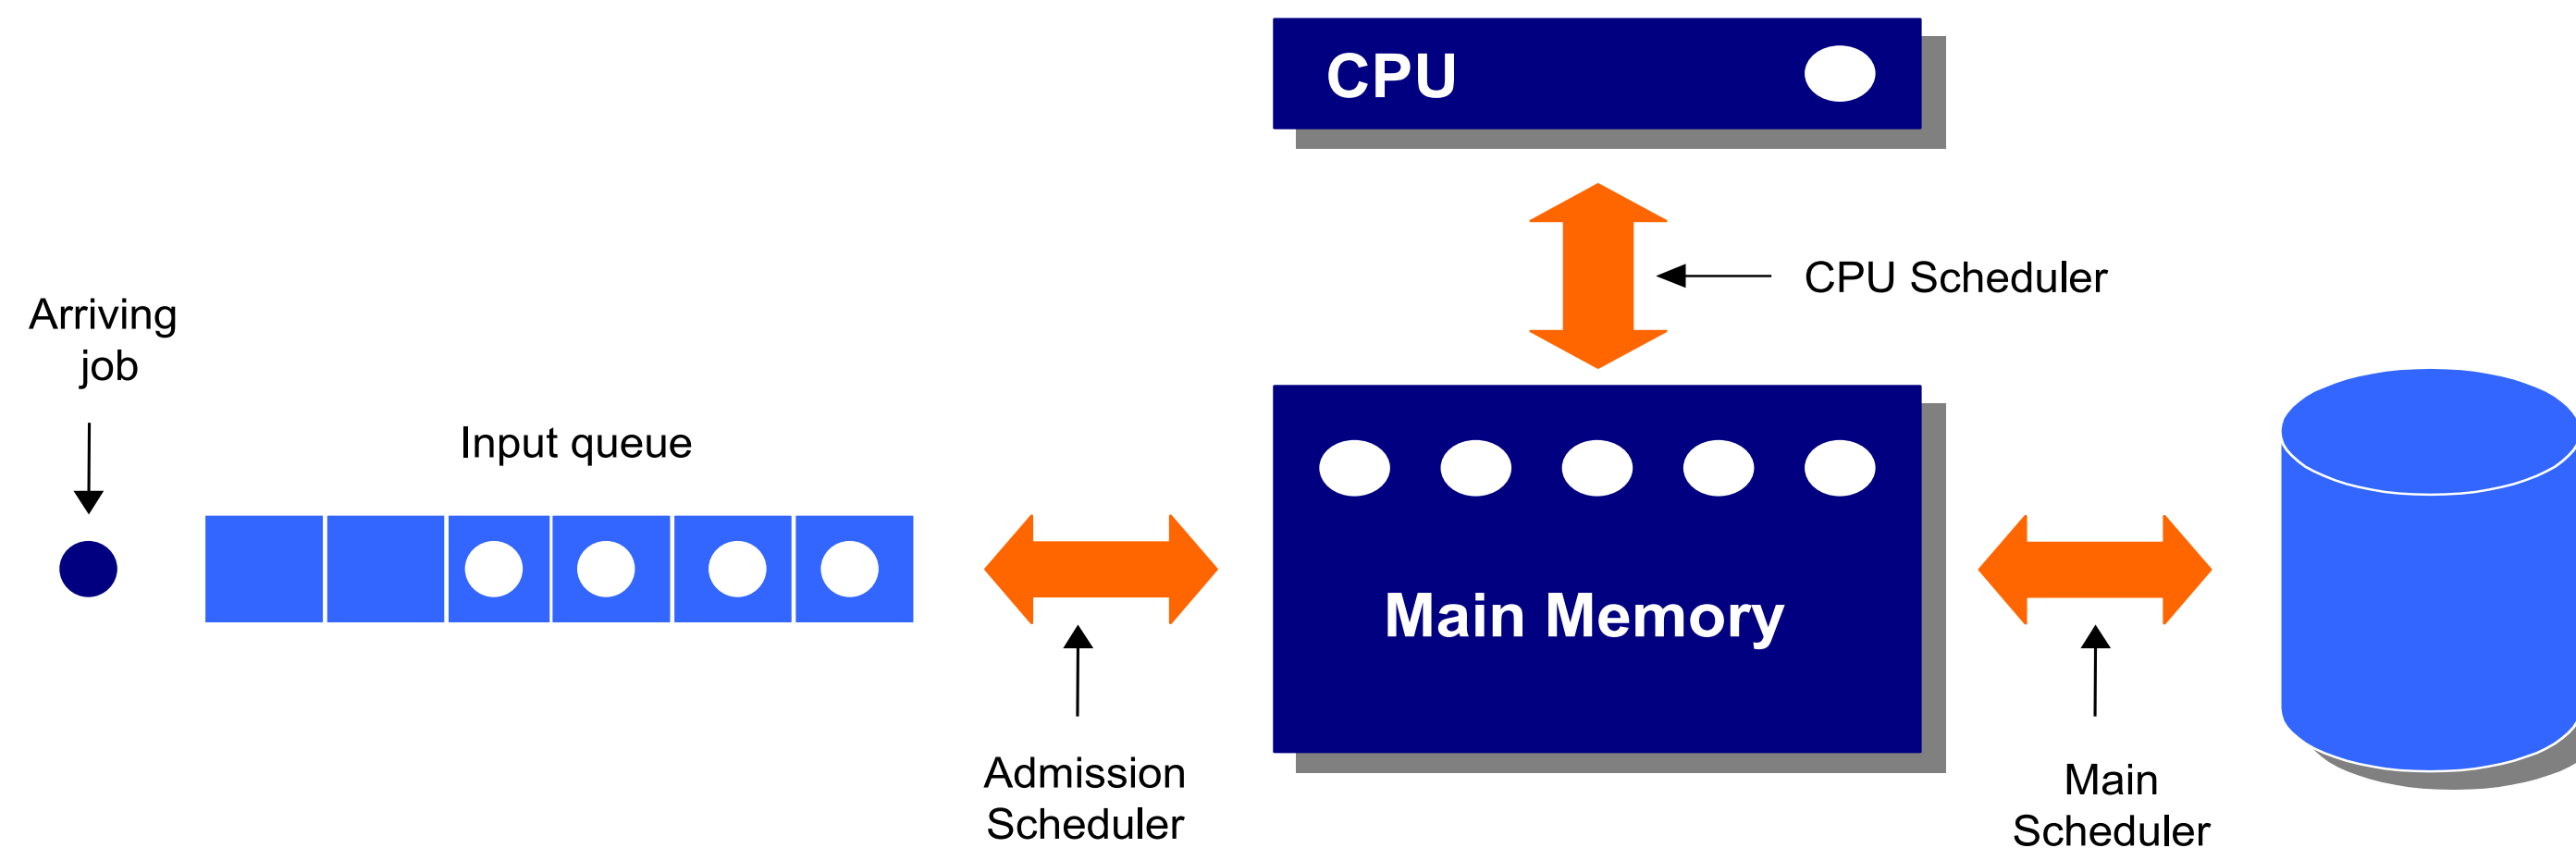 CPU
CPU Scheduler
Arriving
job
Input queue
Main Memory
Admission
Scheduler
Main
Scheduler